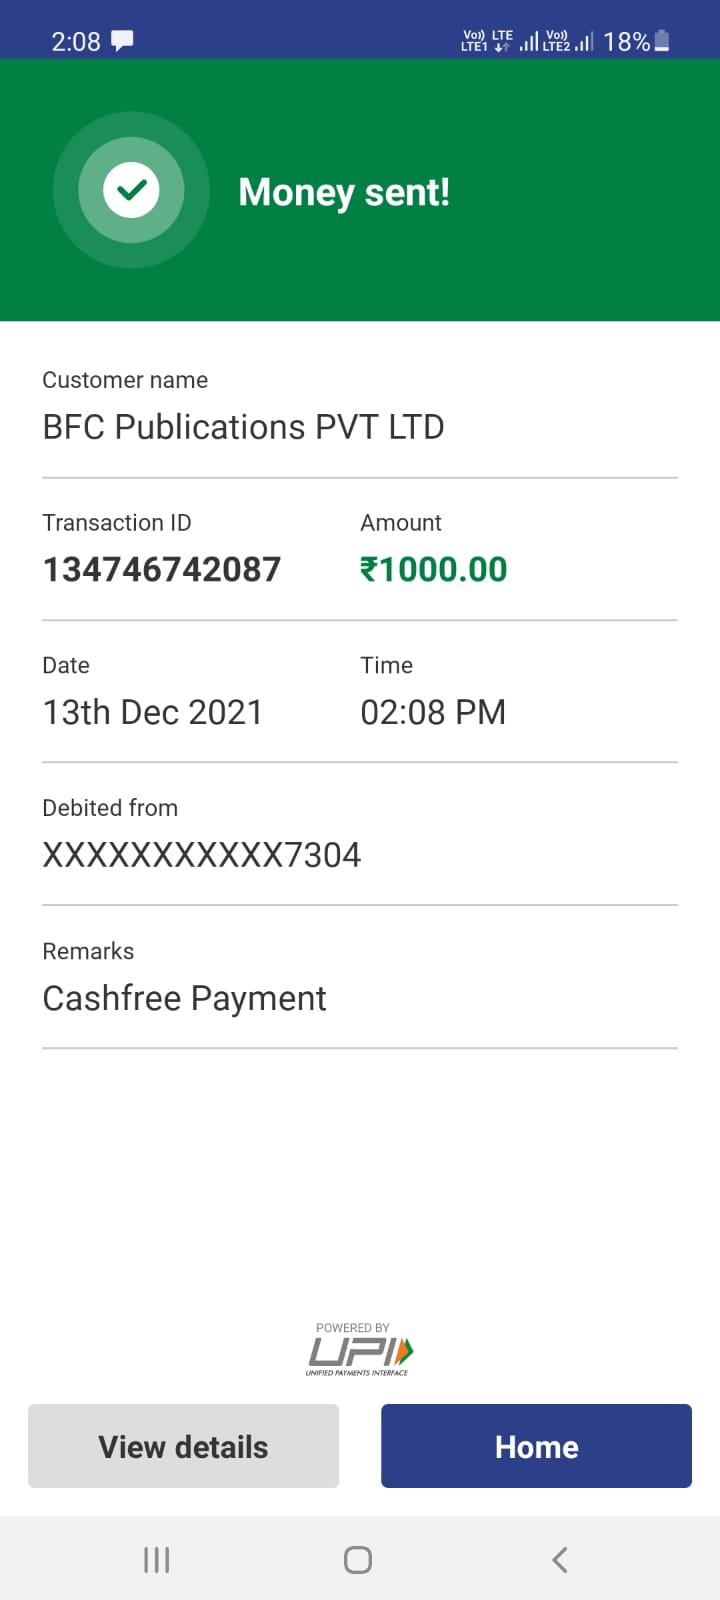 2:08
Vo)) LTE Vo)) 18%
LTE1 LTE2
Money sent!
Customer name
BFC Publications PVT LTD
Transaction ID Amount
134746742087 ₹1000.00
Date Time
13th Dec 2021 02:08 PM
Debited from
XXXXXXXXXXX7304
Remarks
Cashfree Payment
POWERED BY
UPI
UNIFIED PAYMENTS INTERFACE
View details Home